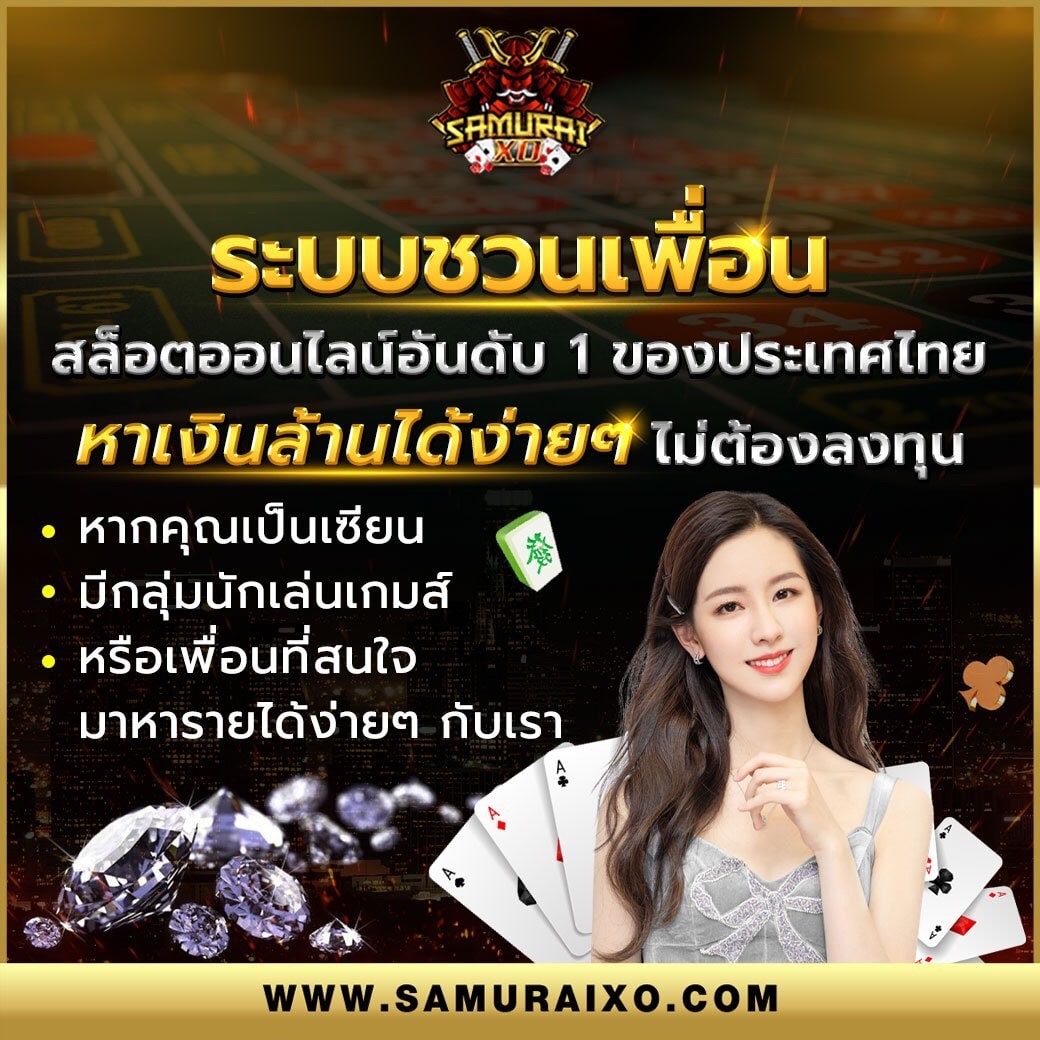 SAMURAI
XO
ระบบชวนเพื่อน
สล็อตออนไลน์อันดับ 1 ของประเทศไทย
หาเงินล้านได้ง่ายๆ ไม่ต้องลงทุน
• หากคุณเป็นเซียน
• มีกลุ่มนักเล่นเกมส์
• หรือเพื่อนที่สนใจ
มาหารายได้ง่ายๆ กับเรา
發
A
A
A
A
A
A
WWW.SAMURAIXO.COM